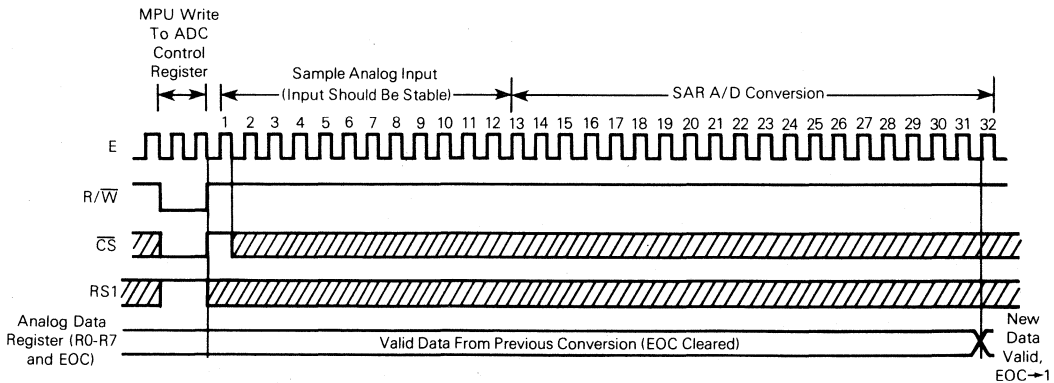 MPU Write
To ADC
Control
Register
Sample Analog Input
(Input Should Be Stable)
SAR A/D Conversion
1 2 3 4 5 6 7 8 9 10 11 12 13 14 15 16 17 18 19 20 21 22 23 24 25 26 27 28 29 30 31 32
E
R/W̅
C̅S̅
RS1
Analog Data
Register (R0-R7
and EOC)
Valid Data From Previous Conversion (EOC Cleared)
New
Data
Valid,
EOC→1